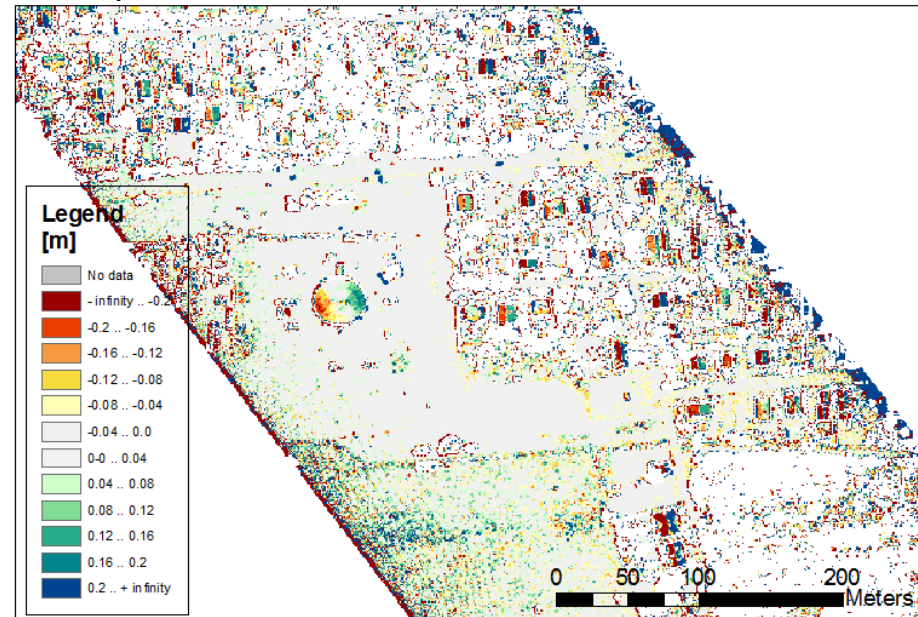 Legend
[m]
No data
- infinity .. -0.2
-0.2 .. -0.16
-0.16 .. -0.12
-0.12 .. -0.08
-0.08 .. -0.04
-0.04 .. 0.0
0-0 .. 0.04
0.04 .. 0.08
0.08 .. 0.12
0.12 .. 0.16
0.16 .. 0.2
0.2 .. + infinity
0 50 100 200
Meters